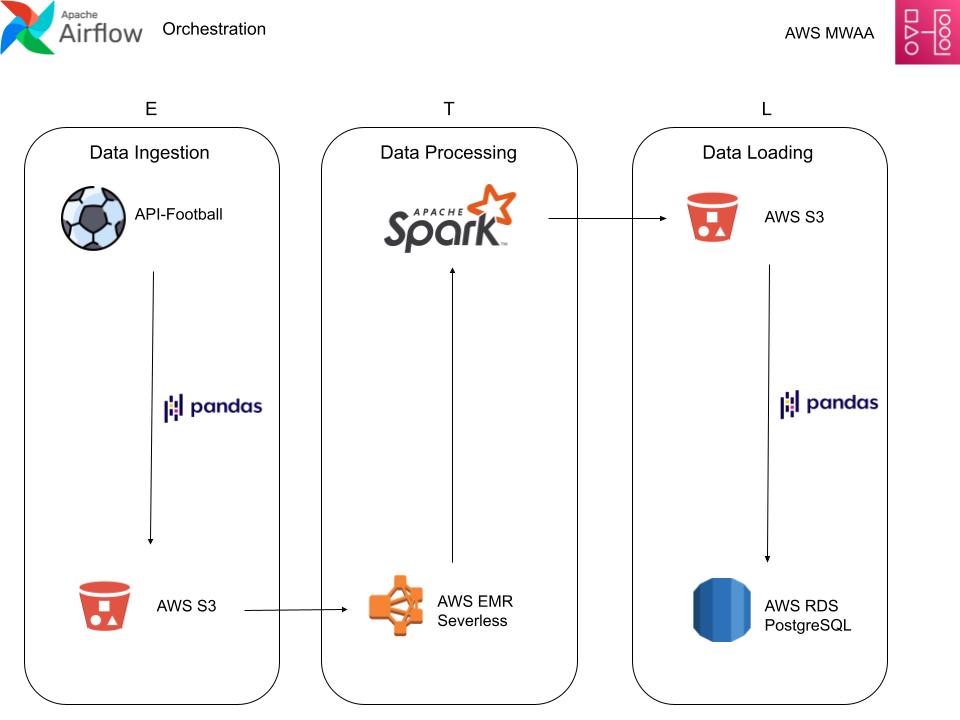 Apache
Airflow
Orchestration
AWS MWAA
E
T
L
Data Ingestion
Data Processing
Data Loading
API-Football
APACHE
Spark™
AWS S3
pandas
pandas
AWS S3
AWS EMR
Severless
AWS RDS
PostgreSQL